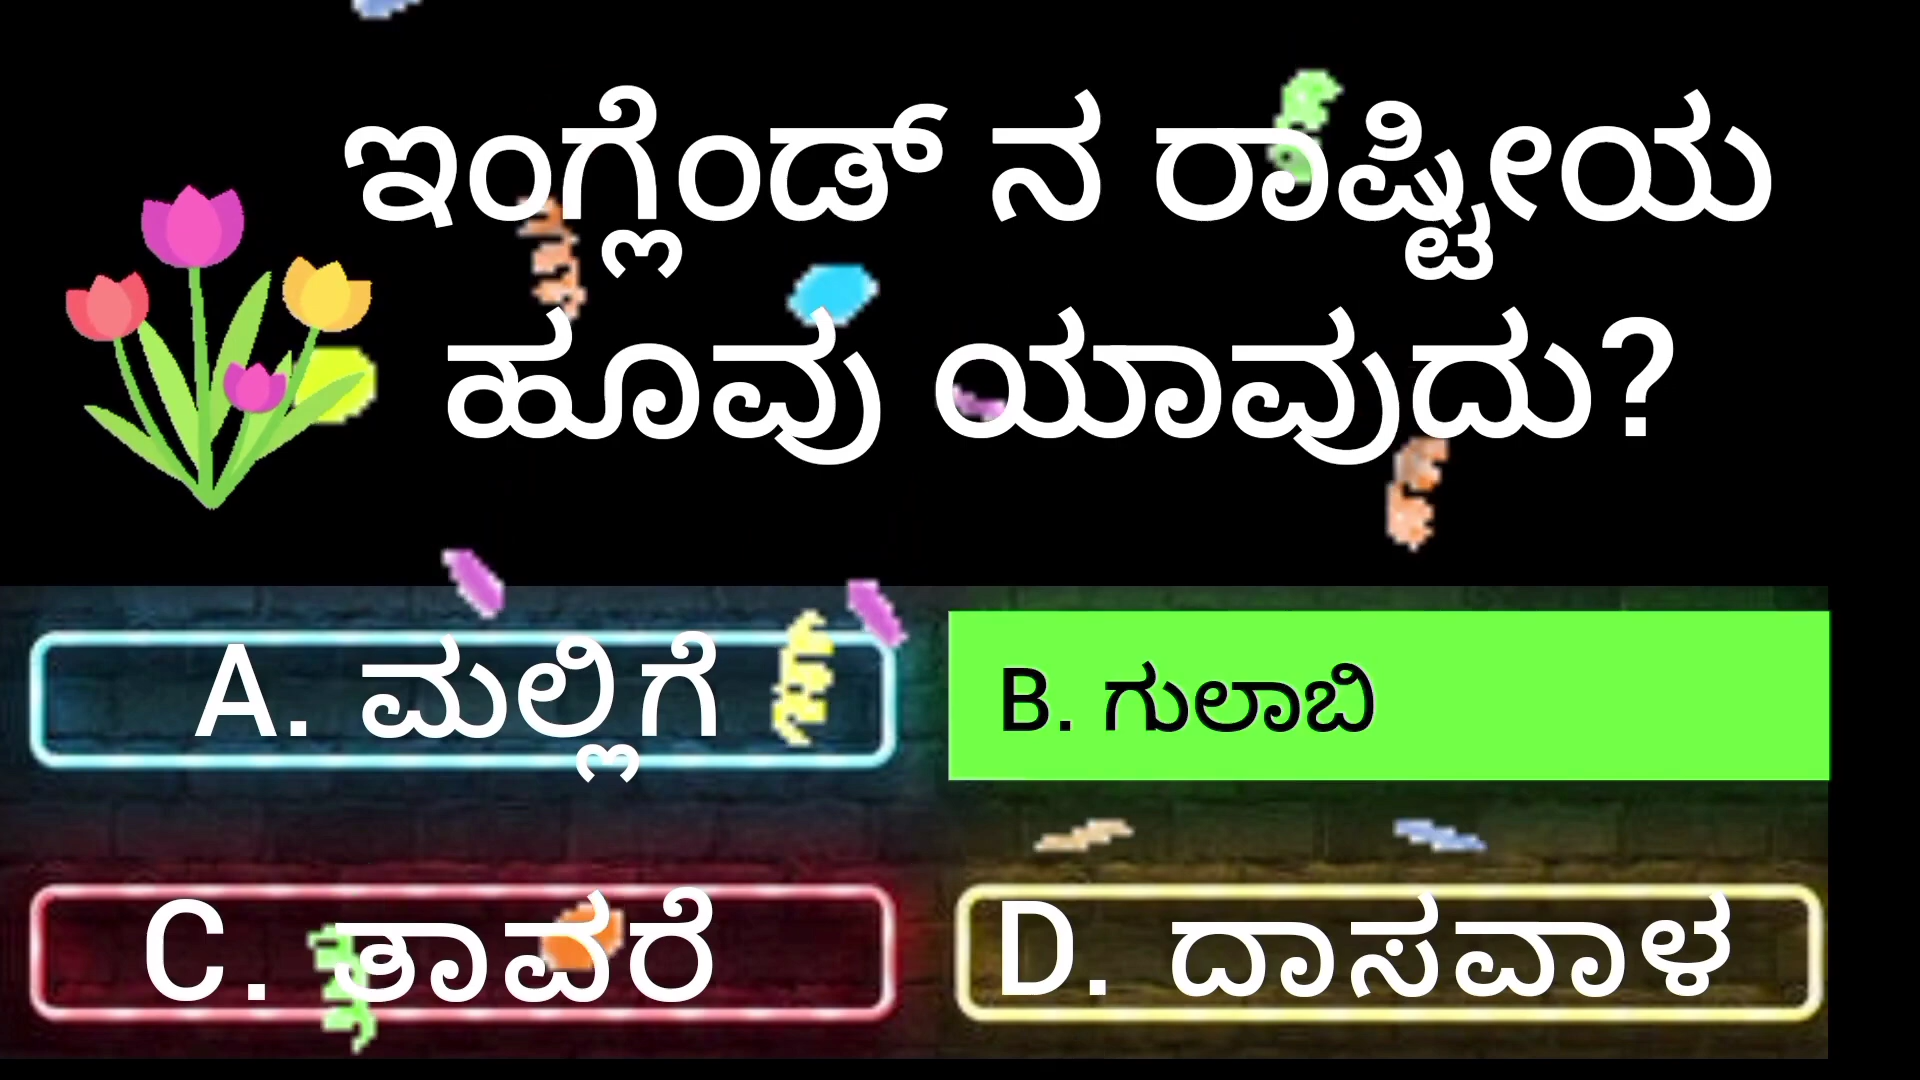 ಇಂಗ್ಲೆಂಡ್ ನ ರಾಷ್ಟ್ರೀಯ
ಹೂವು ಯಾವುದು?
A. ಮಲ್ಲಿಗೆ
B. ಗುಲಾಬಿ
C. ತಾವರೆ
D. ದಾಸವಾಳ